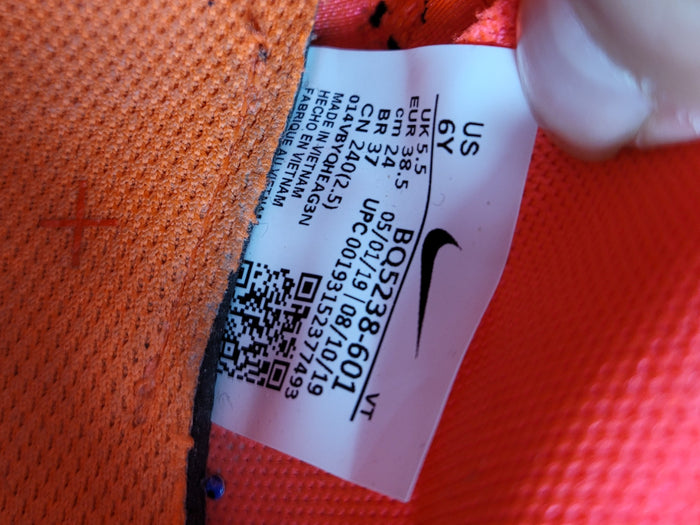 US
6Y
UK 5.5
EUR 38.5
cm 24
BR 37
CN 240(2.5)
014VBYQHEAG3N
MADE IN VIETNAM
HECHO EN VIETNAM
FABRIQUE AU VIETNAM
VT
BQ5238-601
05/01/19 | 08/10/19
UPC 00193152377493